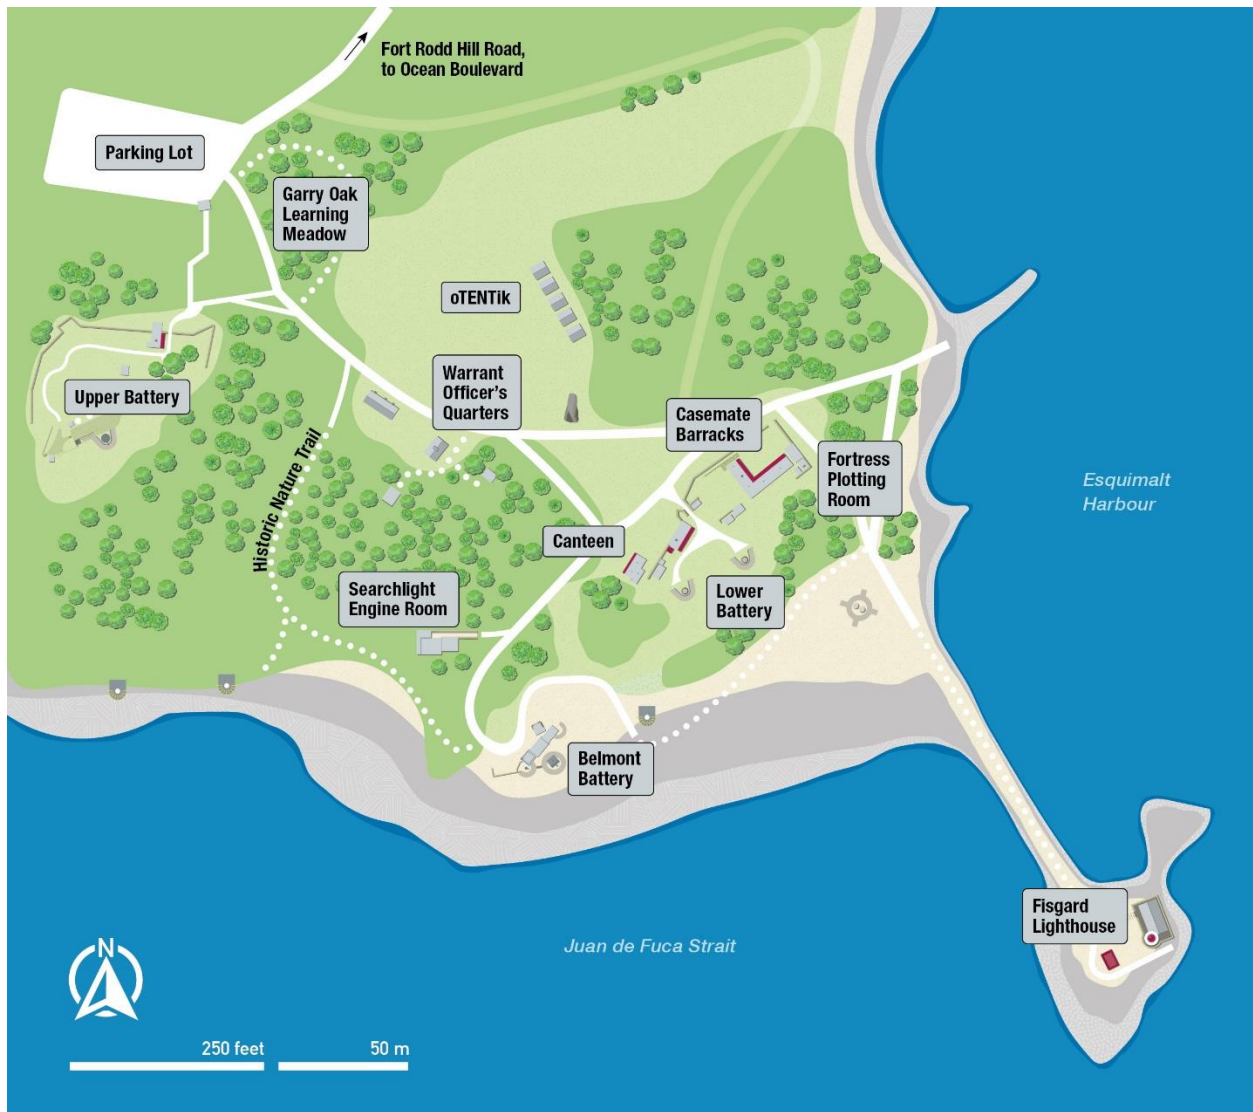 Fort Rodd Hill Road,
to Ocean Boulevard
Parking Lot
Garry Oak
Learning
Meadow
oTENTik
Upper Battery
Warrant
Officer’s
Quarters
Casemate
Barracks
Fortress
Plotting
Room
Esquimalt
Harbour
Historic Nature Trail
Canteen
Searchlight
Engine Room
Lower
Battery
Belmont
Battery
Fisgard
Lighthouse
Juan de Fuca Strait
N
250 feet
50 m